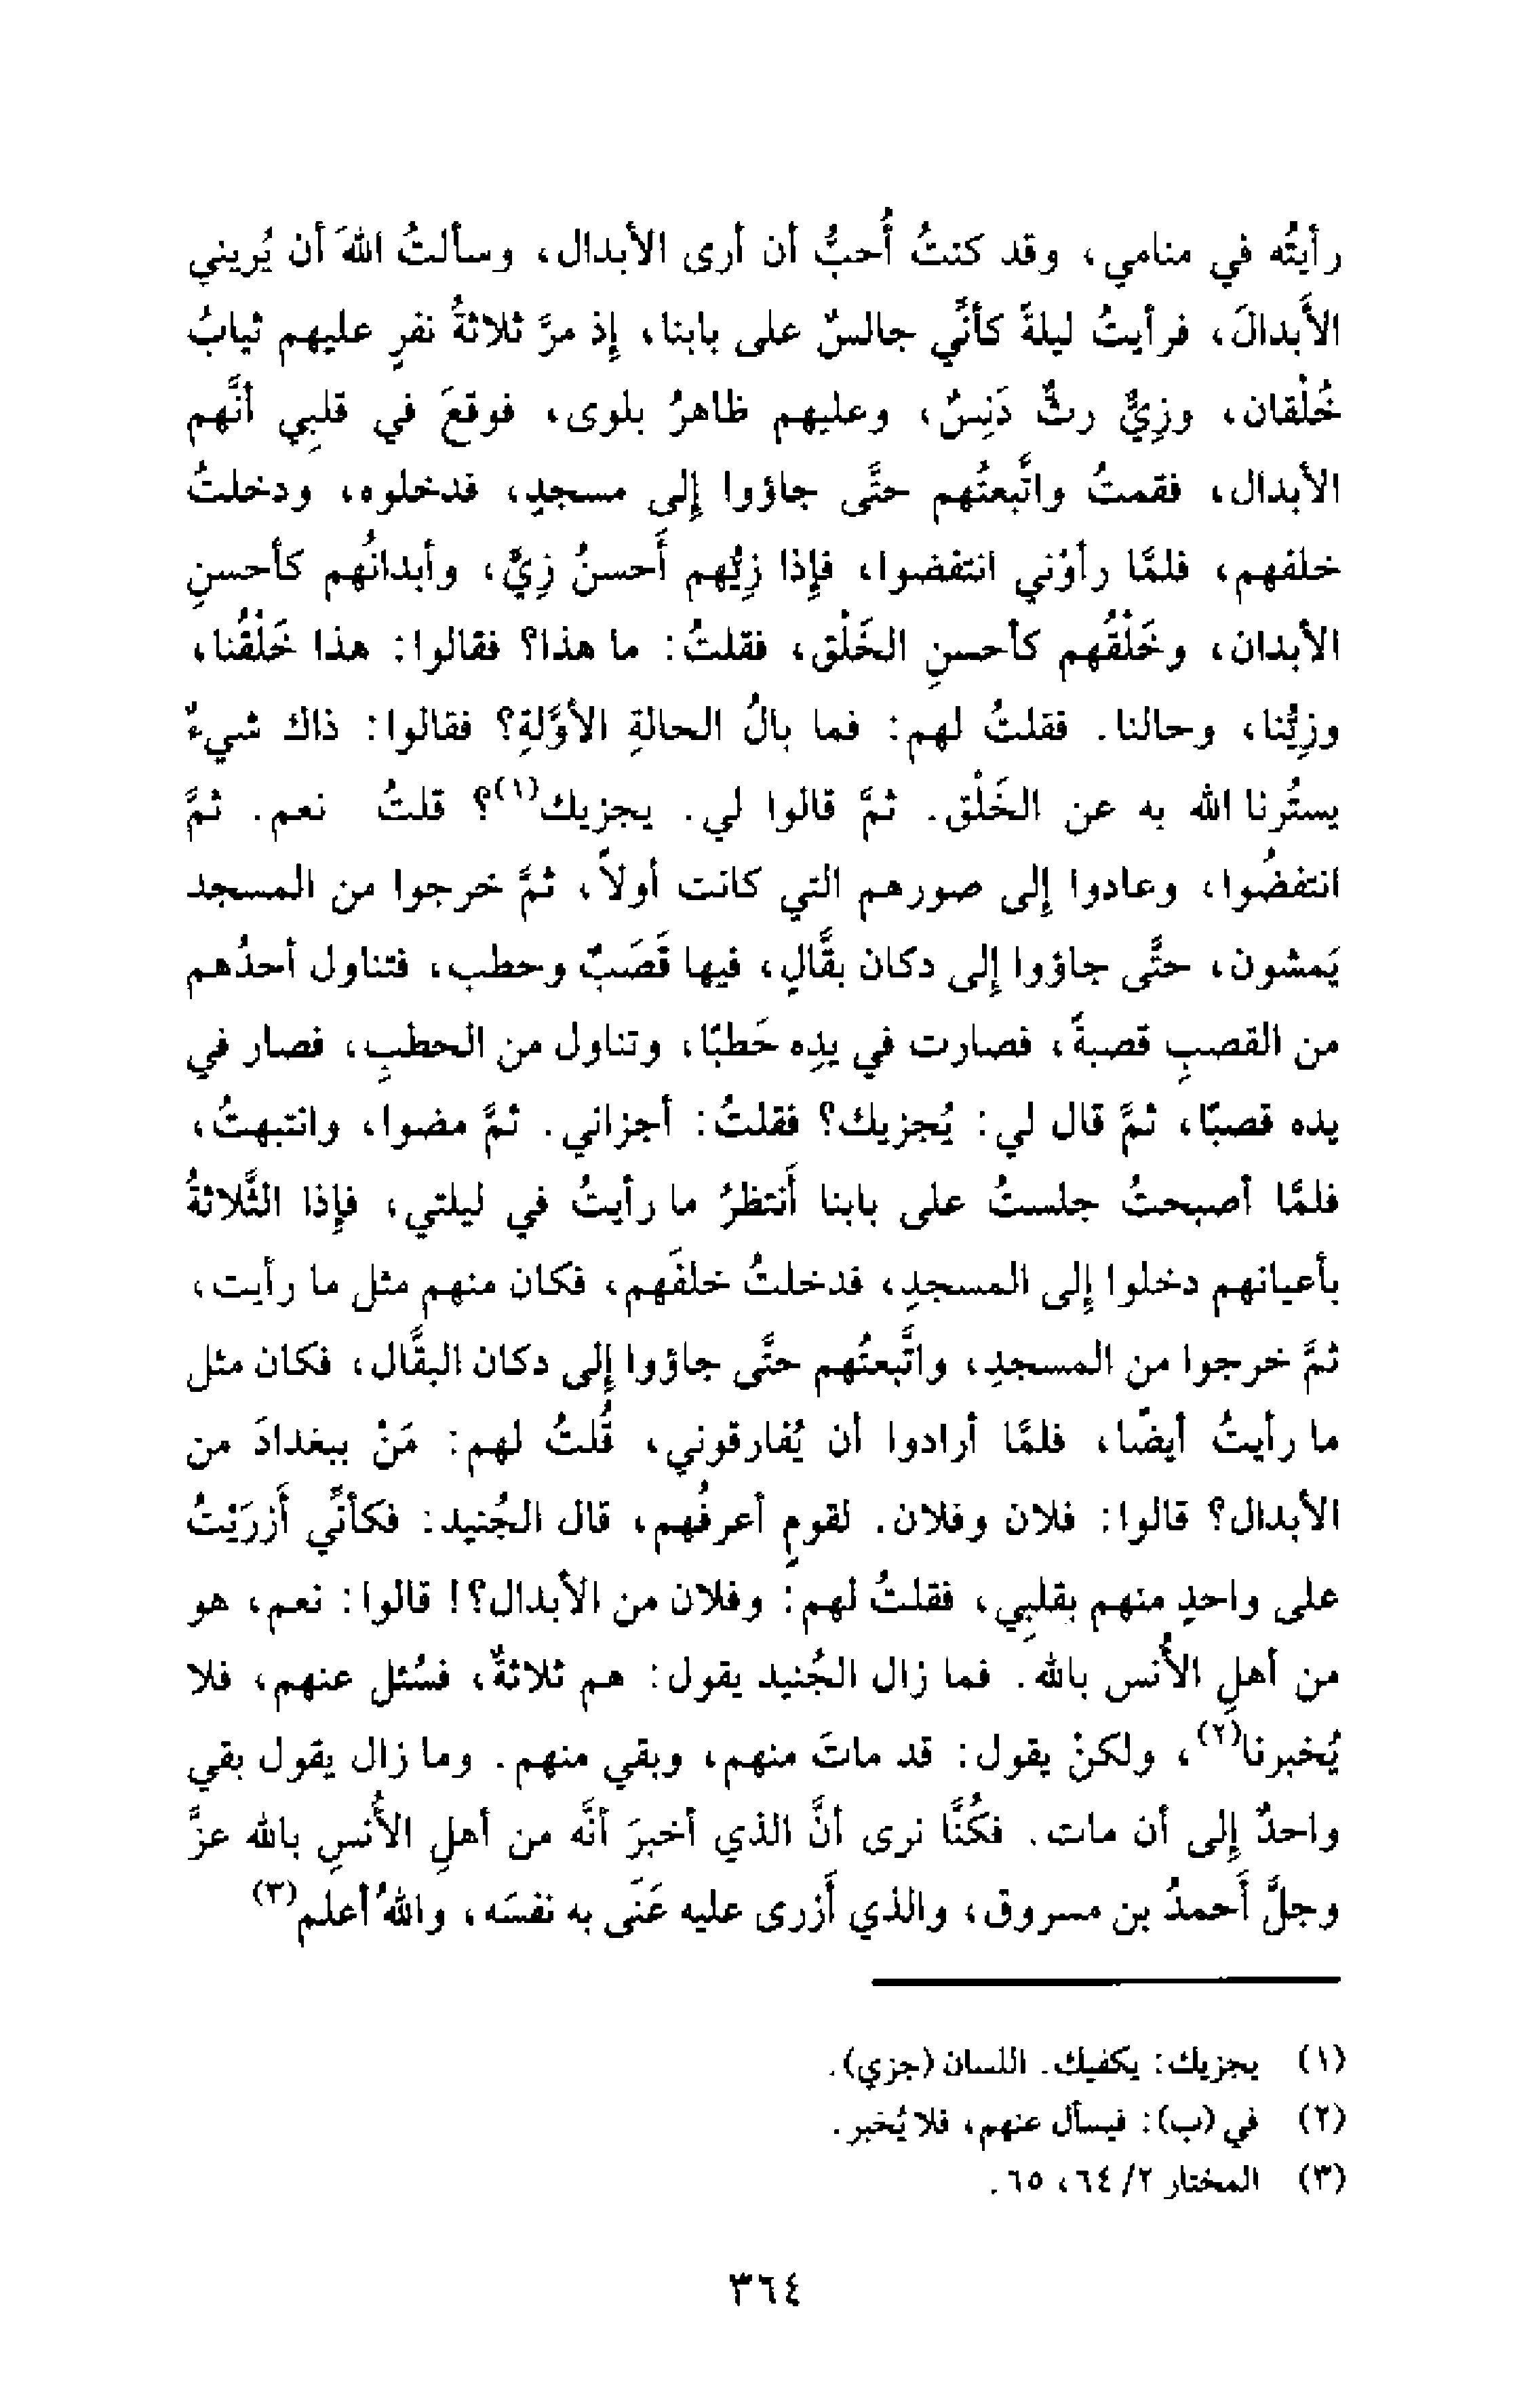 رأيتُه في منامي، وقد كنتُ أُحبُّ أن أرى الأبدال، وسألتُ اللهَ أن يُريني
الأَبدالَ، فرأيتُ ليلةً كأنِّي جالسٌ على بابنا، إذ مرَّ ثلاثةُ نفرٍ عليهم ثيابُ
خُلْقان، وزِيٌّ رثٌّ دَنِسٌ، وعليهم ظاهرُ بلوى، فوقعَ في قلبِي أنَّهم
الأبدال، فقمتُ واتَّبعتُهم حتَّى جاؤوا إلى مسجدٍ، فدخلوه، ودخلتُ
خلفهم، فلمَّا رأوْني انتفضوا، فإذا زِيُّهم أَحسنُ زِيٍّ، وأبدانُهم كأحسنِ
الأبدان، وخَلْقُهم كأحسنِ الخَلْق، فقلتُ: ما هذا؟ فقالوا: هذا خَلْقُنا،
وزِيُّنا، وحالنا. فقلتُ لهم: فما بالُ الحالةِ الأوَّلةِ؟ فقالوا: ذاك شيءٌ
يستُرنا الله به عن الخَلْق. ثمَّ قالوا لي. يجزيك(١)؟ قلتُ نعم. ثمَّ
انتفضُوا، وعادوا إلى صورهم التي كانت أولاً، ثمَّ خرجوا من المسجد
يَمشون، حتَّى جاؤوا إلى دكان بقَّالٍ، فيها قَصَبٌ وحطب، فتناول أحدُهم
من القصبِ قصبةً، فصارت في يدِه حَطبًا، وتناول من الحطبِ، فصار في
يده قصبًا، ثمَّ قال لي: يُجزيك؟ فقلتُ: أجزاني. ثمَّ مضوا، وانتبهتُ،
فلمَّا أصبحتُ جلستُ على بابنا أَنتظرُ ما رأيتُ في ليلتي، فإذا الثَّلاثةُ
بأعيانهم دخلوا إلى المسجدِ، فدخلتُ خلفَهم، فكان منهم مثل ما رأيت،
ثمَّ خرجوا من المسجدِ، واتَّبعتُهم حتَّى جاؤوا إلى دكان البقَّال، فكان مثل
ما رأيتُ أيضًا، فلمَّا أرادوا أن يُفارقوني، قُلتُ لهم: مَنْ ببغدادَ من
الأبدال؟ قالوا: فلان وفلان. لقومٍ أعرفُهم، قال الجُنيد: فكأنِّي أَزرَيْتُ
على واحدٍ منهم بقلبِي، فقلتُ لهم: وفلان من الأبدال؟! قالوا: نعم، هو
من أهلِ الأُنس بالله. فما زال الجُنيد يقول: هم ثلاثةٌ، فسُئل عنهم، فلا
يُخبرنا(٢)، ولكنْ يقول: قد ماتَ منهم، وبقي منهم. وما زال يقول بقي
واحدٌ إلى أن مات. فكُنَّا نرى أنَّ الذي أخبرَ أنَّه من أهلِ الأُنسِ بالله عزَّ
وجلَّ أَحمدُ بن مسروق، والذي أَزرى عليه عَنَى به نفسَه، واللهُ أعلم(٣)
(١) يجزيك: يكفيك. اللسان (جزي).
(٢) في (ب): فيسأل عنهم، فلا يُخبر.
(٣) المختار ٢/ ٦٤، ٦٥.
٣٦٤